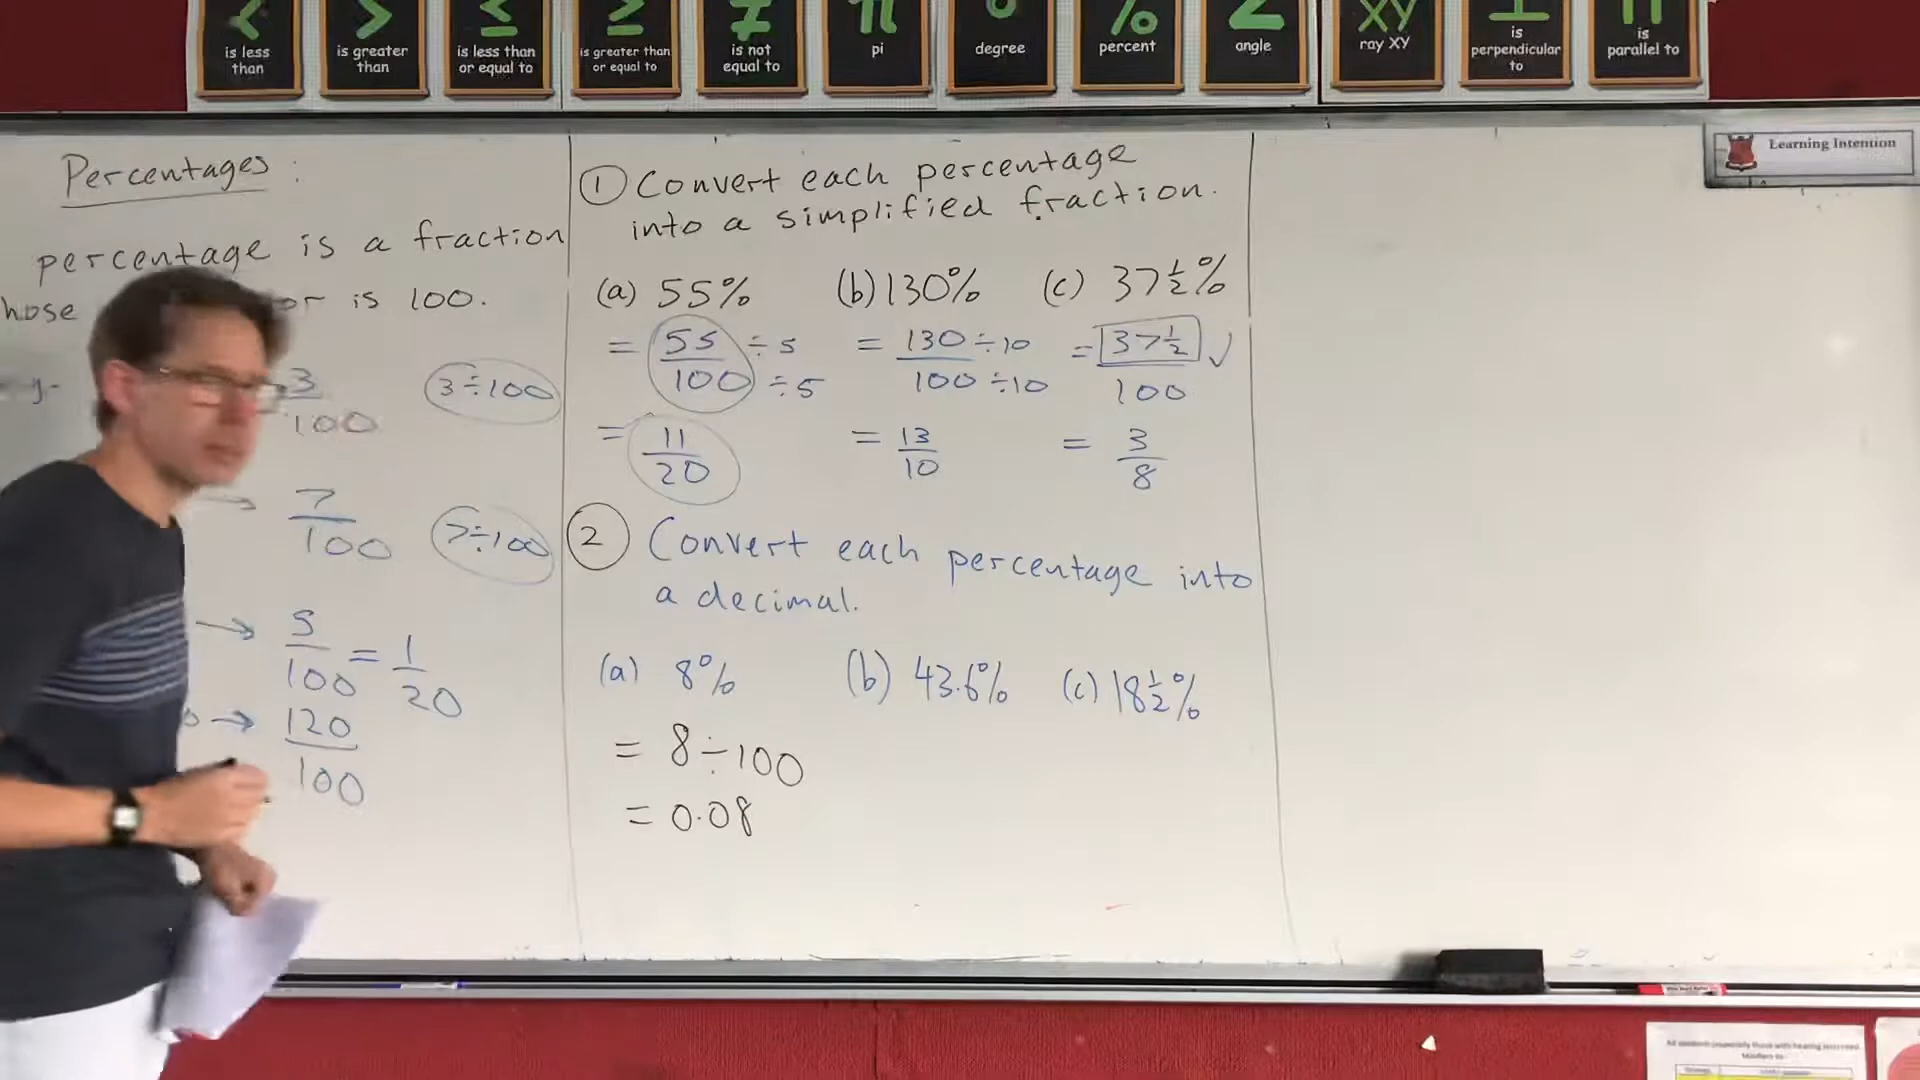 <
is less
than
>
is greater
than
≤
is less than
or equal to
≥
is greater than
or equal to
≠
is not
equal to
π
pi
°
degree
%
percent
∠
angle
XY
ray XY
⊥
is
perpendicular
to
is
parallel to
Learning Intention
Percentages:
percentage is a fraction
hose
or is 100.
3/100
3÷100
→ 7/100
7÷100
→ 5/100 = 1/20
→ 120/100
① Convert each percentage
into a simplified fraction.
(a) 55% (b) 130% (c) 37½%
= 55/100 ÷5 ÷5 = 130/100 ÷10 ÷10 = 37½/100 ✓
= 11/20 = 13/10 = 3/8
② Convert each percentage into
a decimal.
(a) 8% (b) 43.6% (c) 18½%
= 8÷100
= 0.08